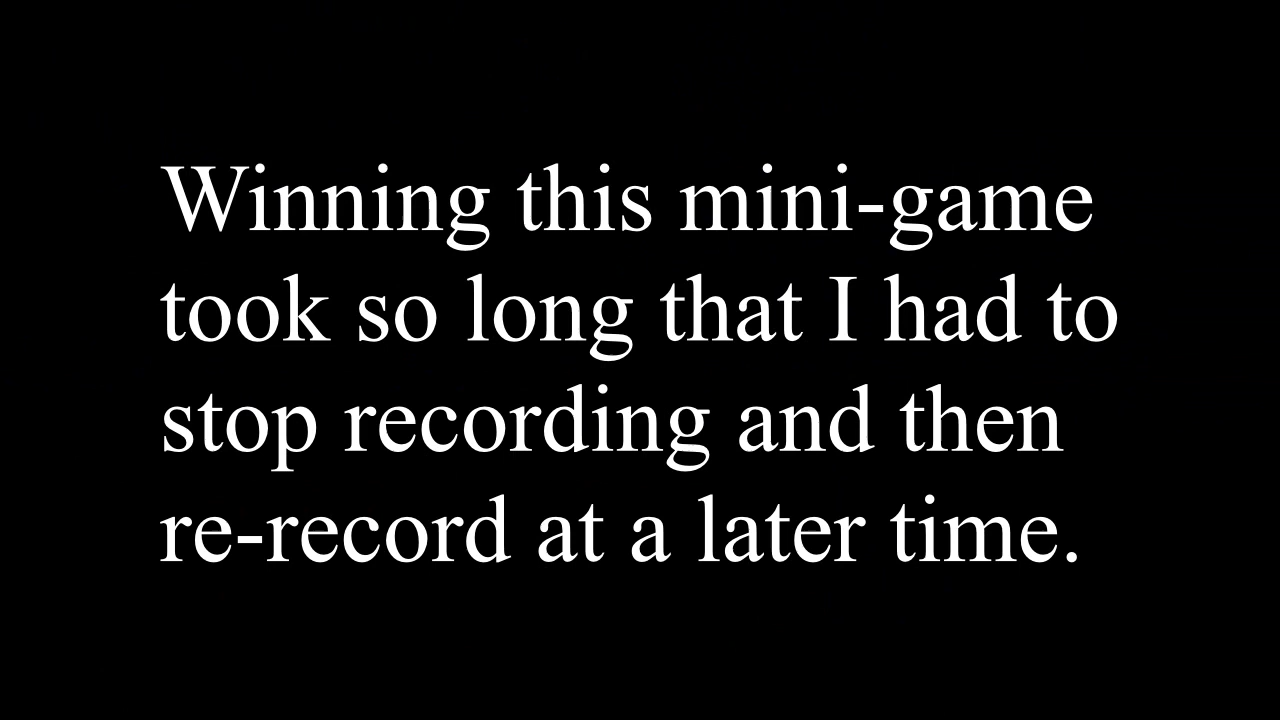 Winning this mini-game
took so long that I had to
stop recording and then
re-record at a later time.